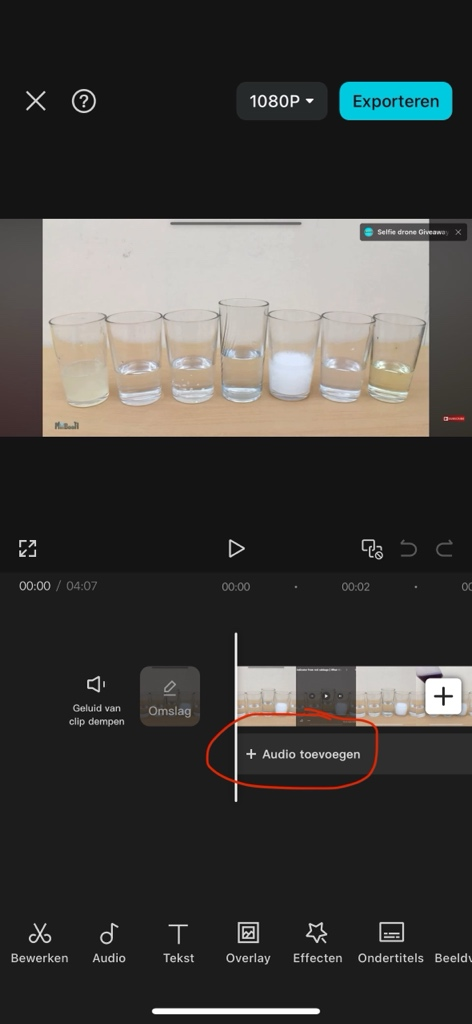 1080P
Exporteren
Selfie drone Giveaway
00:00 / 04:07
00:00
00:02
Geluid van
clip dempen
Omslag
+ Audio toevoegen
Bewerken
Audio
Tekst
Overlay
Effecten
Ondertitels
Beeldv